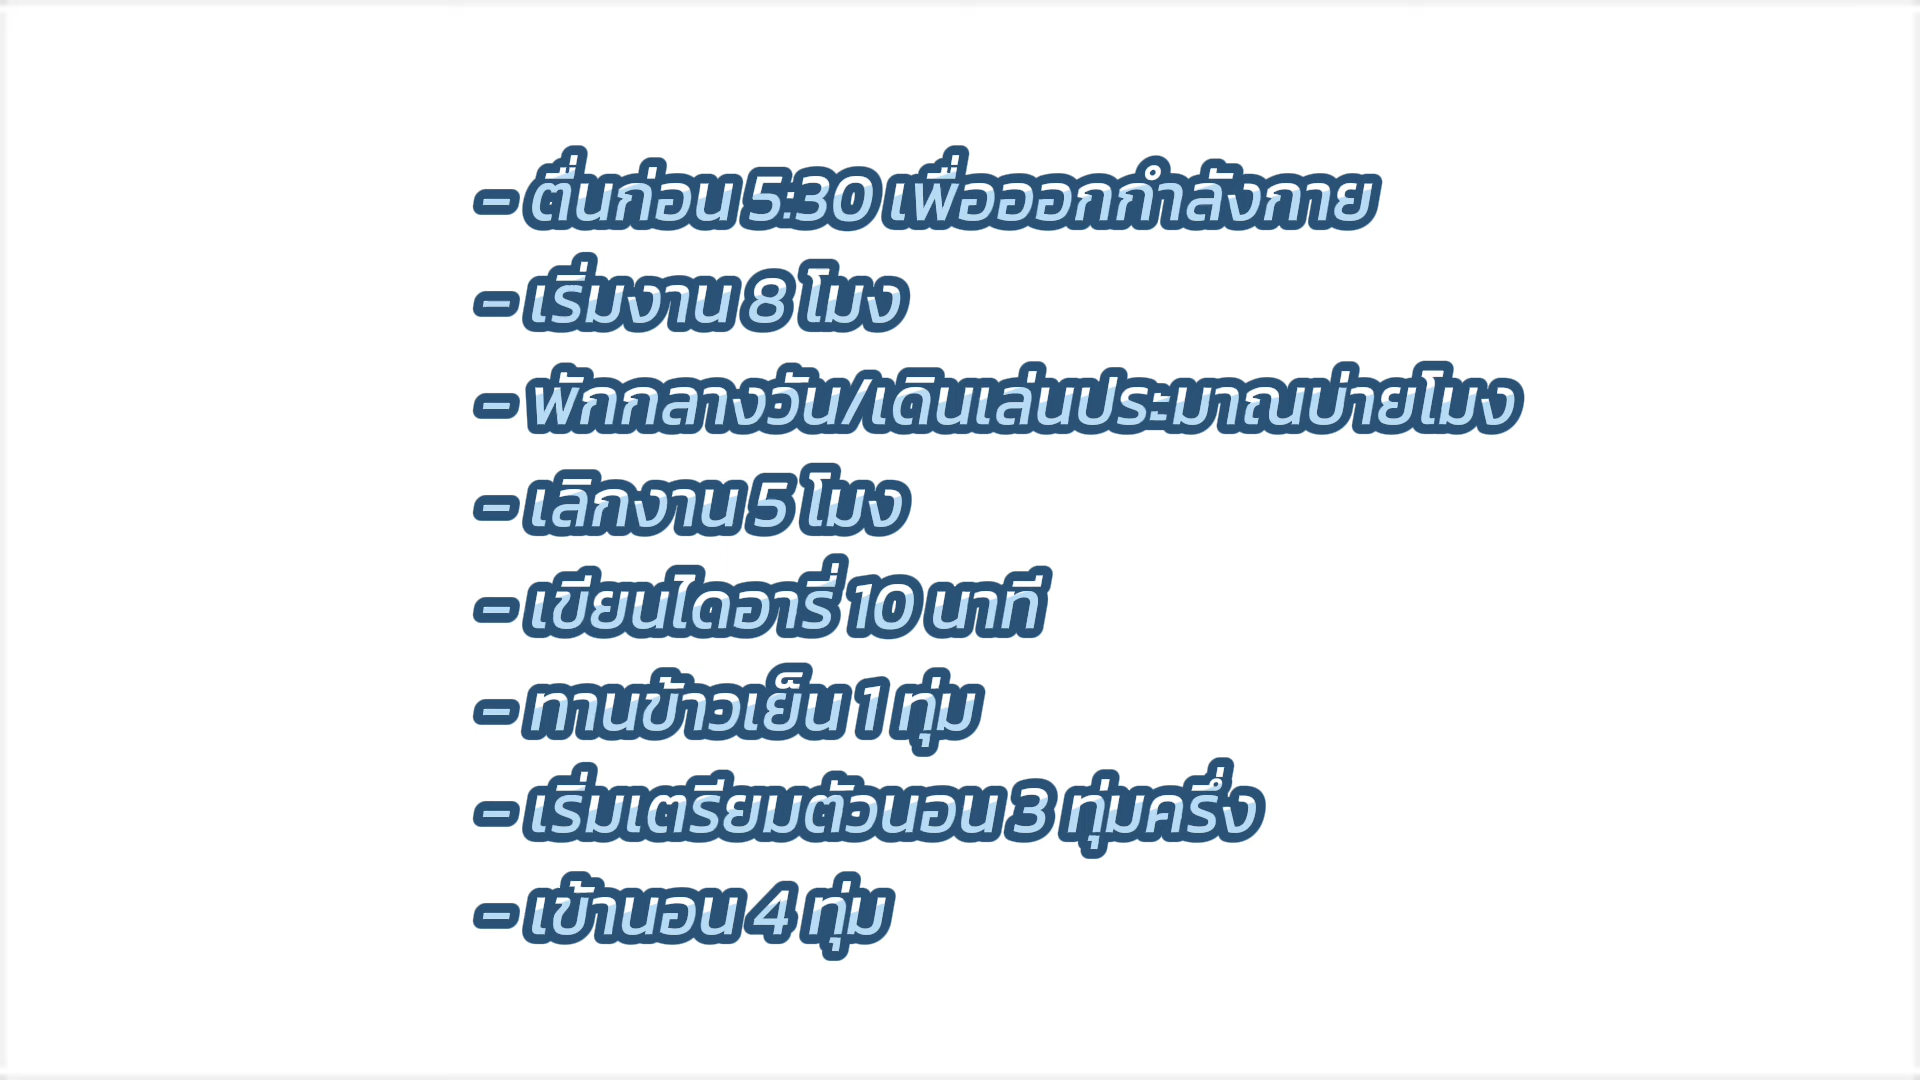 - ตื่นก่อน 5:30 เพื่อออกกำลังกาย
- เริ่มงาน 8 โมง
- พักกลางวัน/เดินเล่นประมาณบ่ายโมง
- เลิกงาน 5 โมง
- เขียนไดอารี่ 10 นาที
- ทานข้าวเย็น 1 ทุ่ม
- เริ่มเตรียมตัวนอน 3 ทุ่มครึ่ง
- เข้านอน 4 ทุ่ม